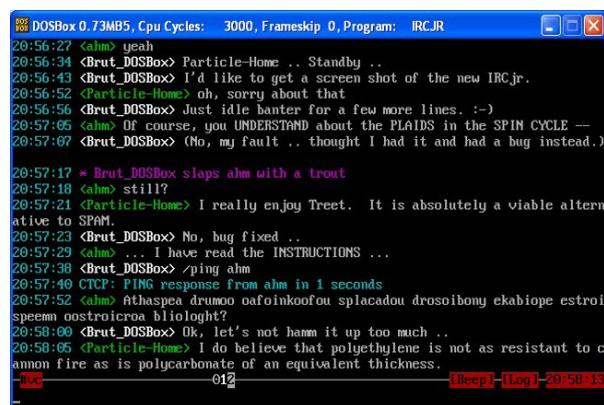 DOSBox 0.73MB5, Cpu Cycles: 3000, Frameskip 0, Program: IRCJR
20:56:27 <ahm> yeah
20:56:34 <Brut_DOSBox> Particle-Home .. Standby ..
20:56:43 <Brut_DOSBox> I'd like to get a screen shot of the new IRCjr.
20:56:52 <Particle-Home> oh, sorry about that
20:56:56 <Brut_DOSBox> Just idle banter for a few more lines. :-)
20:57:05 <ahm> Of course, you UNDERSTAND about the PLAIDS in the SPIN CYCLE --
20:57:07 <Brut_DOSBox> (No, my fault .. thought I had it and had a bug instead.)
20:57:17 * Brut_DOSBox slaps ahm with a trout
20:57:18 <ahm> still?
20:57:21 <Particle-Home> I really enjoy Treet.  It is absolutely a viable altern
ative to SPAM.
20:57:23 <Brut_DOSBox> No, bug fixed ..
20:57:29 <ahm> ... I have read the INSTRUCTIONS ...
20:57:38 <Brut_DOSBox> /ping ahm
20:57:40 CTCP: PING response from ahm in 1 seconds
20:57:52 <ahm> Athaspea drumoo oafoinkoofou splacadou drosoibony ekabiope estroi
speemn oostroicroa bliologht?
20:58:00 <Brut_DOSBox> Ok, let's not hamm it up too much ..
20:58:05 <Particle-Home> I do believe that polyethylene is not as resistant to c
annon fire as is polycarbonate of an equivalent thickness.
#vc 012 [Beep] [Log] 20:58:13